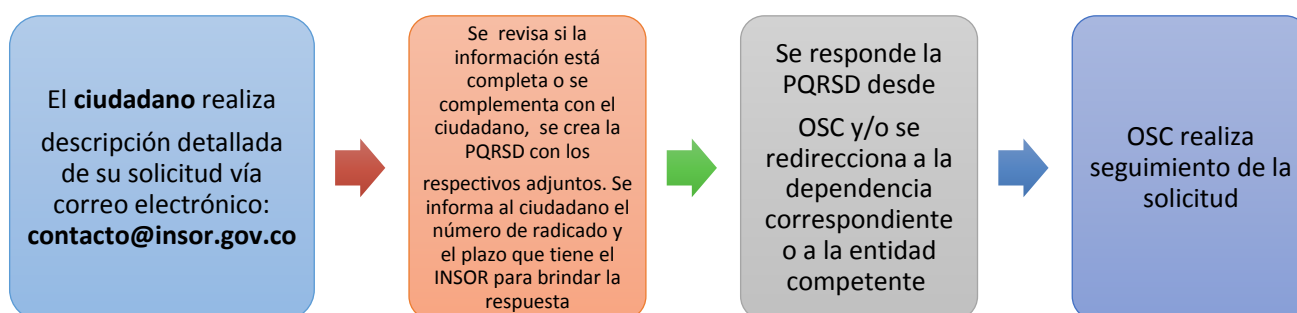 El ciudadano realiza
descripción detallada
de su solicitud vía
correo electrónico:
contacto@insor.gov.co
Se revisa si la
información está
completa o se
complementa con el
ciudadano, se crea la
PQRSD con los
respectivos adjuntos. Se
informa al ciudadano el
número de radicado y
el plazo que tiene el
INSOR para brindar la
respuesta
Se responde la
PQRSD desde
OSC y/o se
redirecciona a la
dependencia
correspondiente
o a la entidad
competente
OSC realiza
seguimiento de la
solicitud